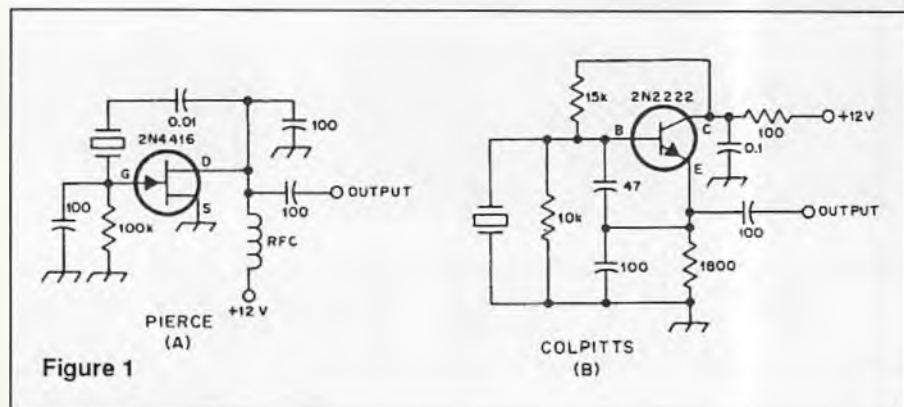 0.01
2N4416
100
D
G
S
100
100k
100
OUTPUT
RFC
+12 V
PIERCE
(A)
Figure 1
15k
2N2222
B
C
E
100
+12V
0.1
47
10k
100
OUTPUT
100
1800
COLPITTS
(B)